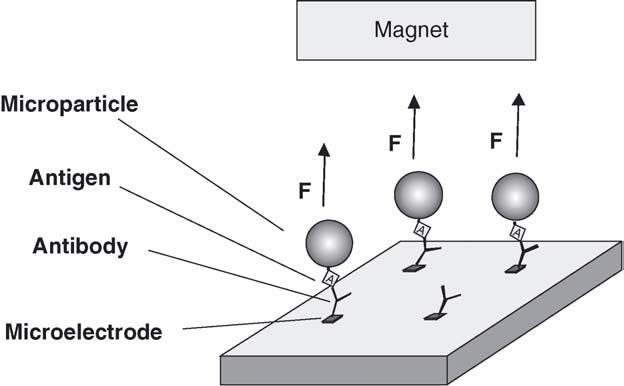 Magnet
Microparticle
F
F
F
Antigen
A
A
A
Antibody
Microelectrode